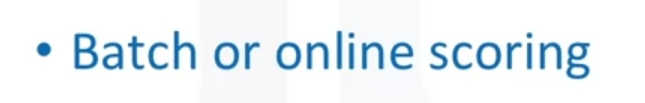 • Batch or online scoring